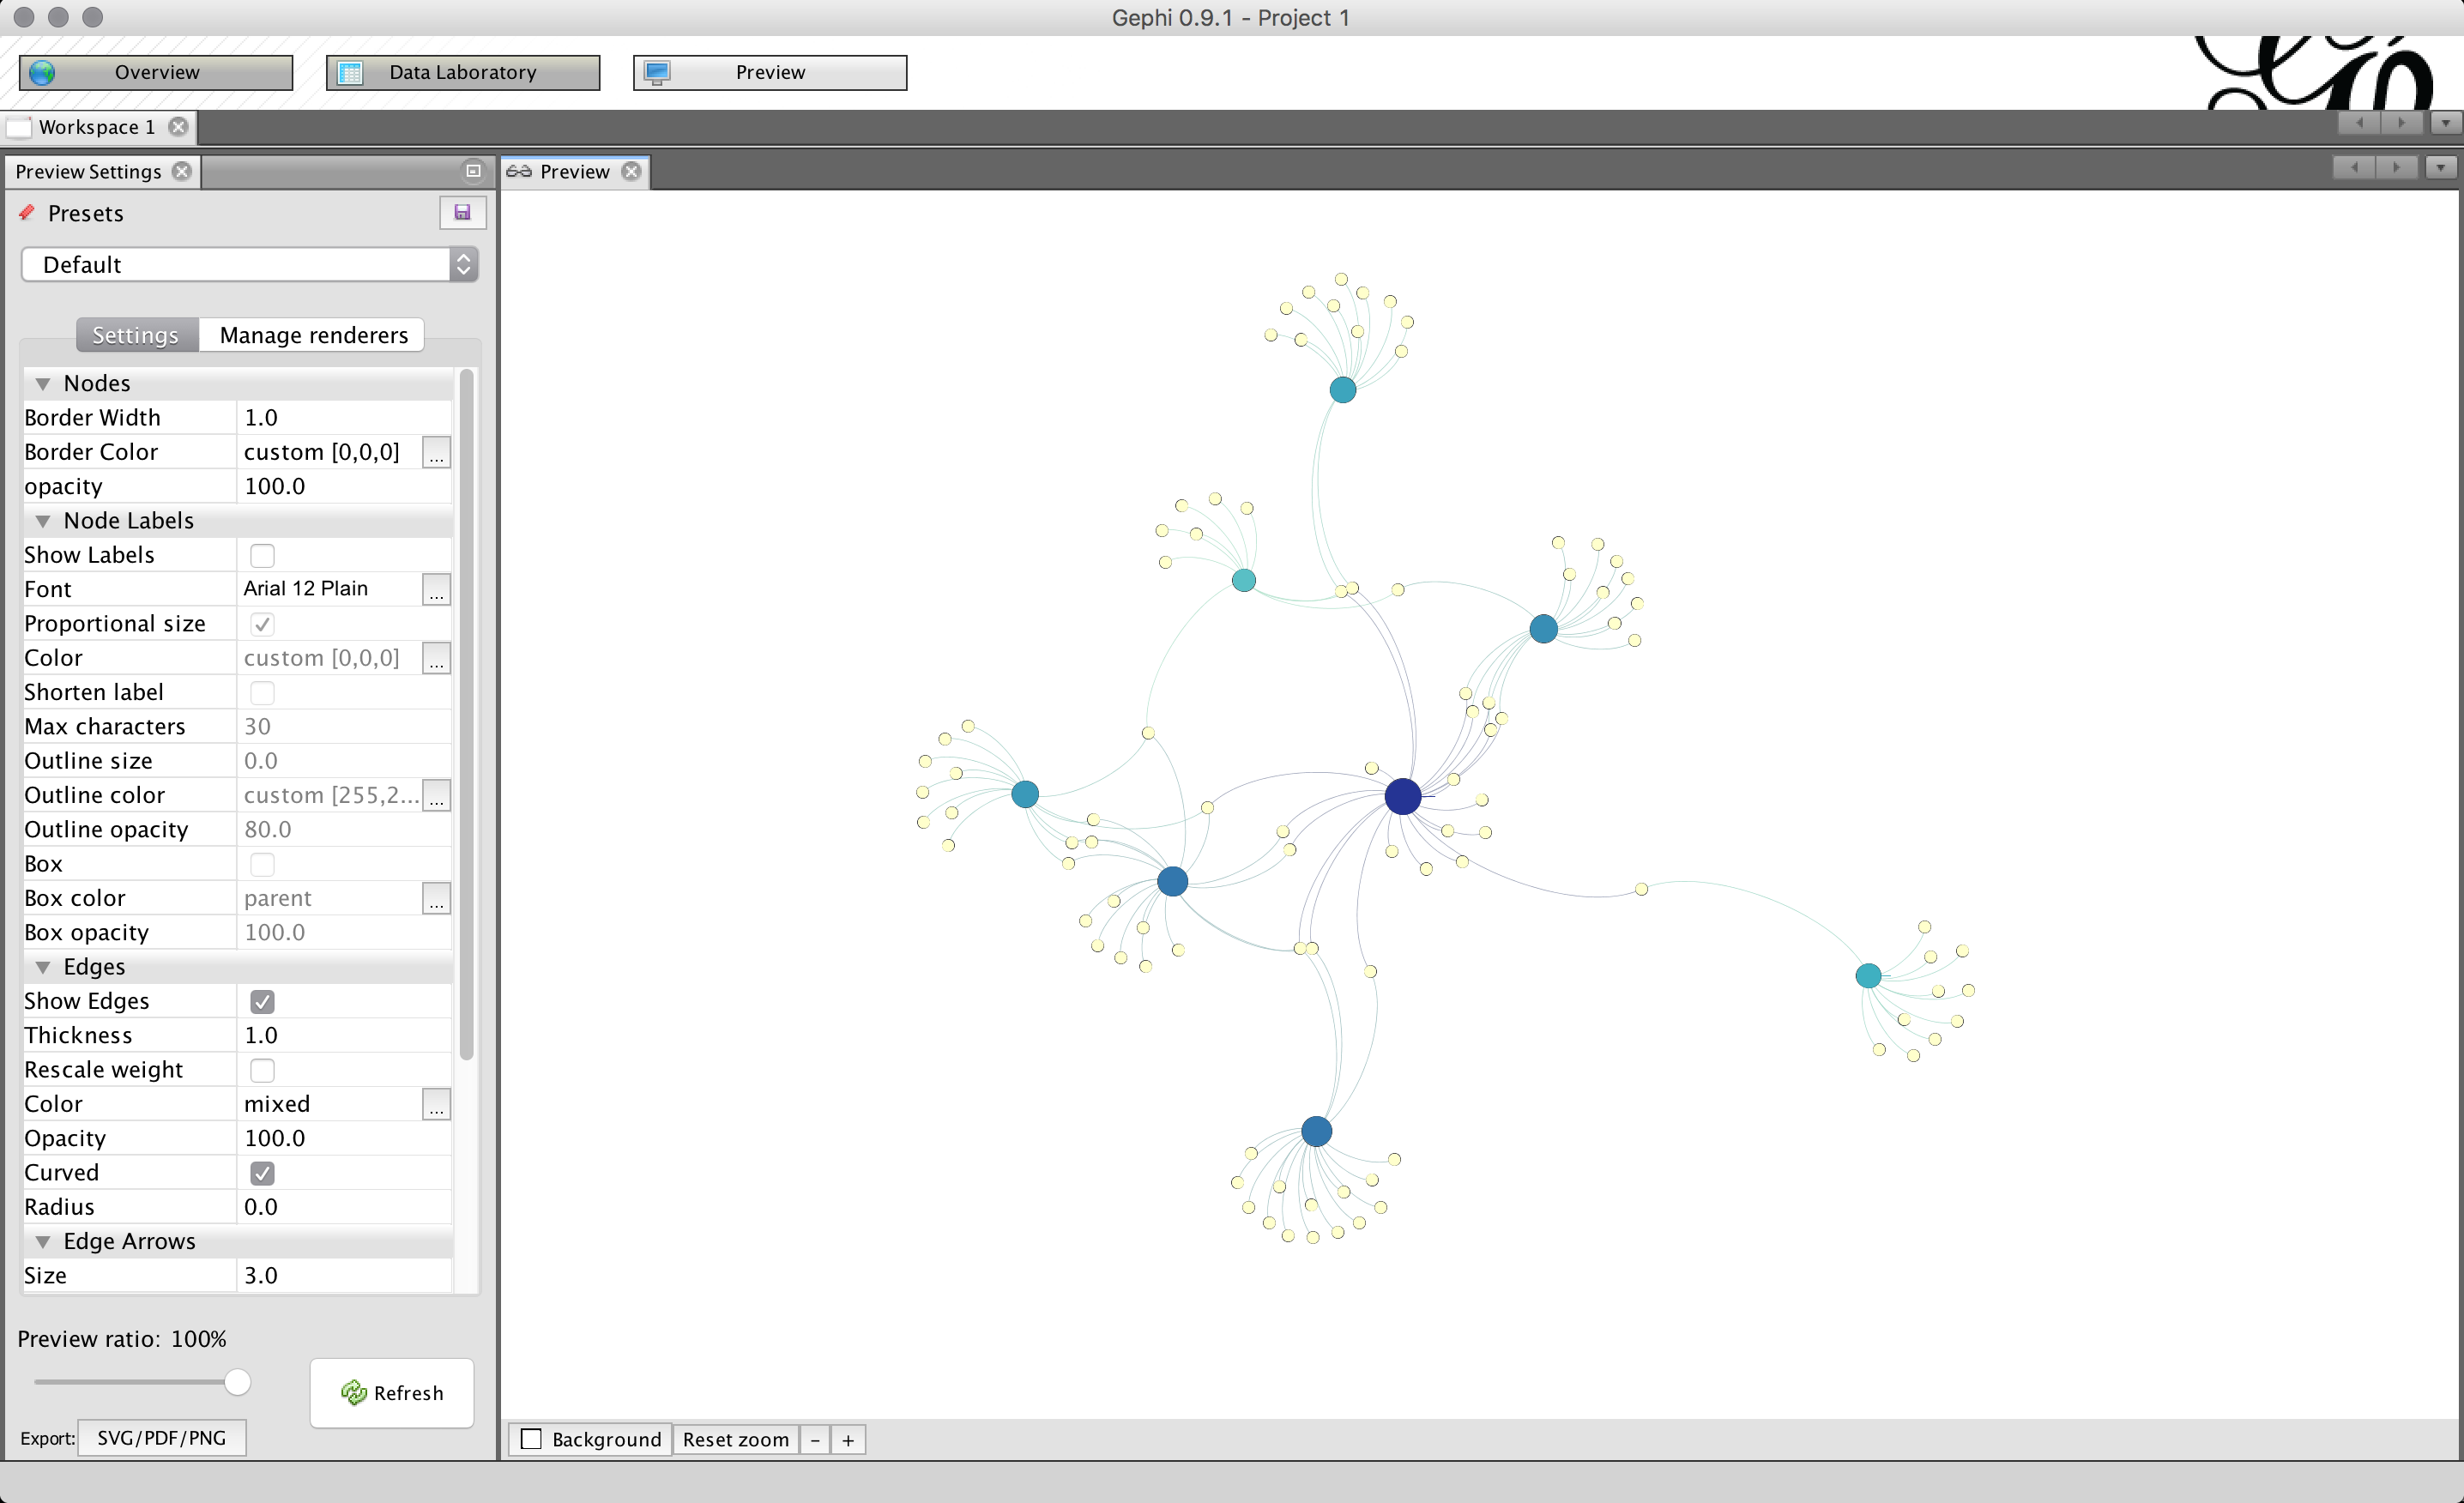 Gephi 0.9.1 - Project 1
Overview
Data Laboratory
Preview
Workspace 1
Preview Settings
Preview
Presets
Default
Settings
Manage renderers
Nodes
Border Width 1.0
Border Color custom [0,0,0] ...
opacity 100.0
Node Labels
Show Labels
Font Arial 12 Plain ...
Proportional size
Color custom [0,0,0] ...
Shorten label
Max characters 30
Outline size 0.0
Outline color custom [255,2... ...
Outline opacity 80.0
Box
Box color parent ...
Box opacity 100.0
Edges
Show Edges
Thickness 1.0
Rescale weight
Color mixed ...
Opacity 100.0
Curved
Radius 0.0
Edge Arrows
Size 3.0
Preview ratio: 100%
Refresh
Export: SVG/PDF/PNG
Background
Reset zoom
- +